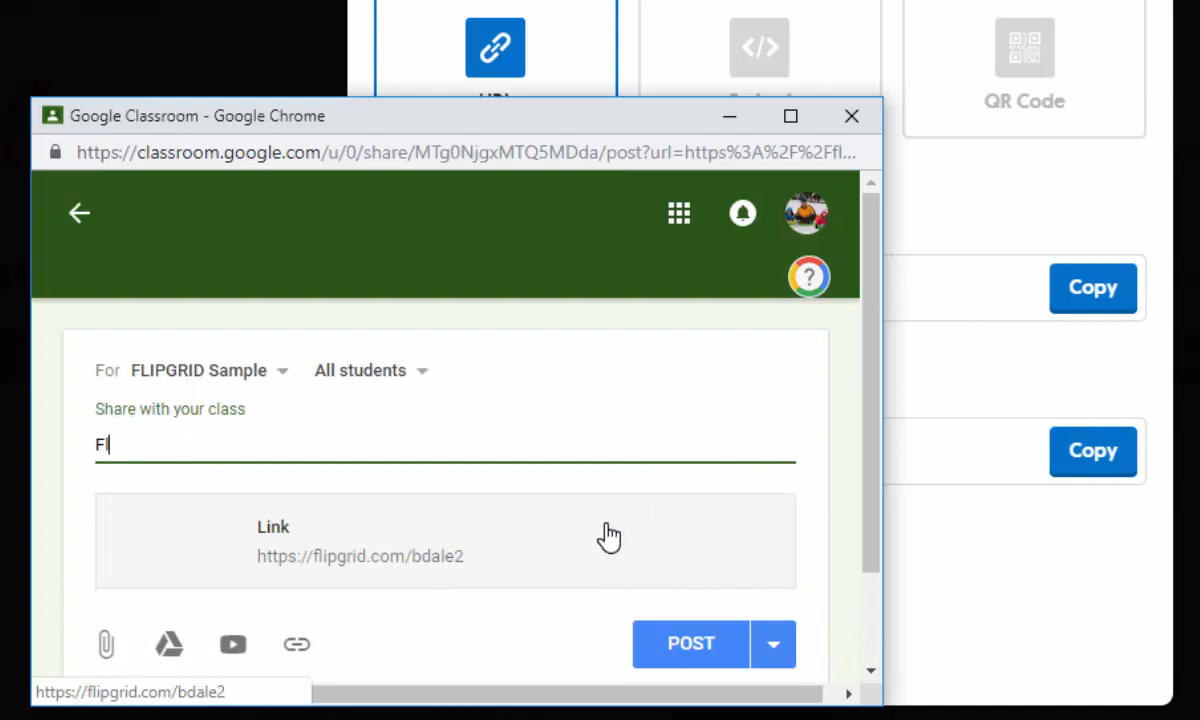 QR Code
Google Classroom - Google Chrome
https://classroom.google.com/u/0/share/MTg0NjgxMTQ5MDda/post?url=https%3A%2F%2Ffl...
?
Copy
For FLIPGRID Sample All students
Share with your class
Fl
Copy
Link
https://flipgrid.com/bdale2
POST
https://flipgrid.com/bdale2